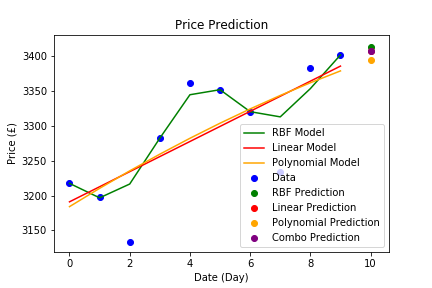 Price Prediction
3400
3350
3300
3250
3200
3150
Price (£)
RBF Model
Linear Model
Polynomial Model
Data
RBF Prediction
Linear Prediction
Polynomial Prediction
Combo Prediction
0 2 4 6 8 10
Date (Day)